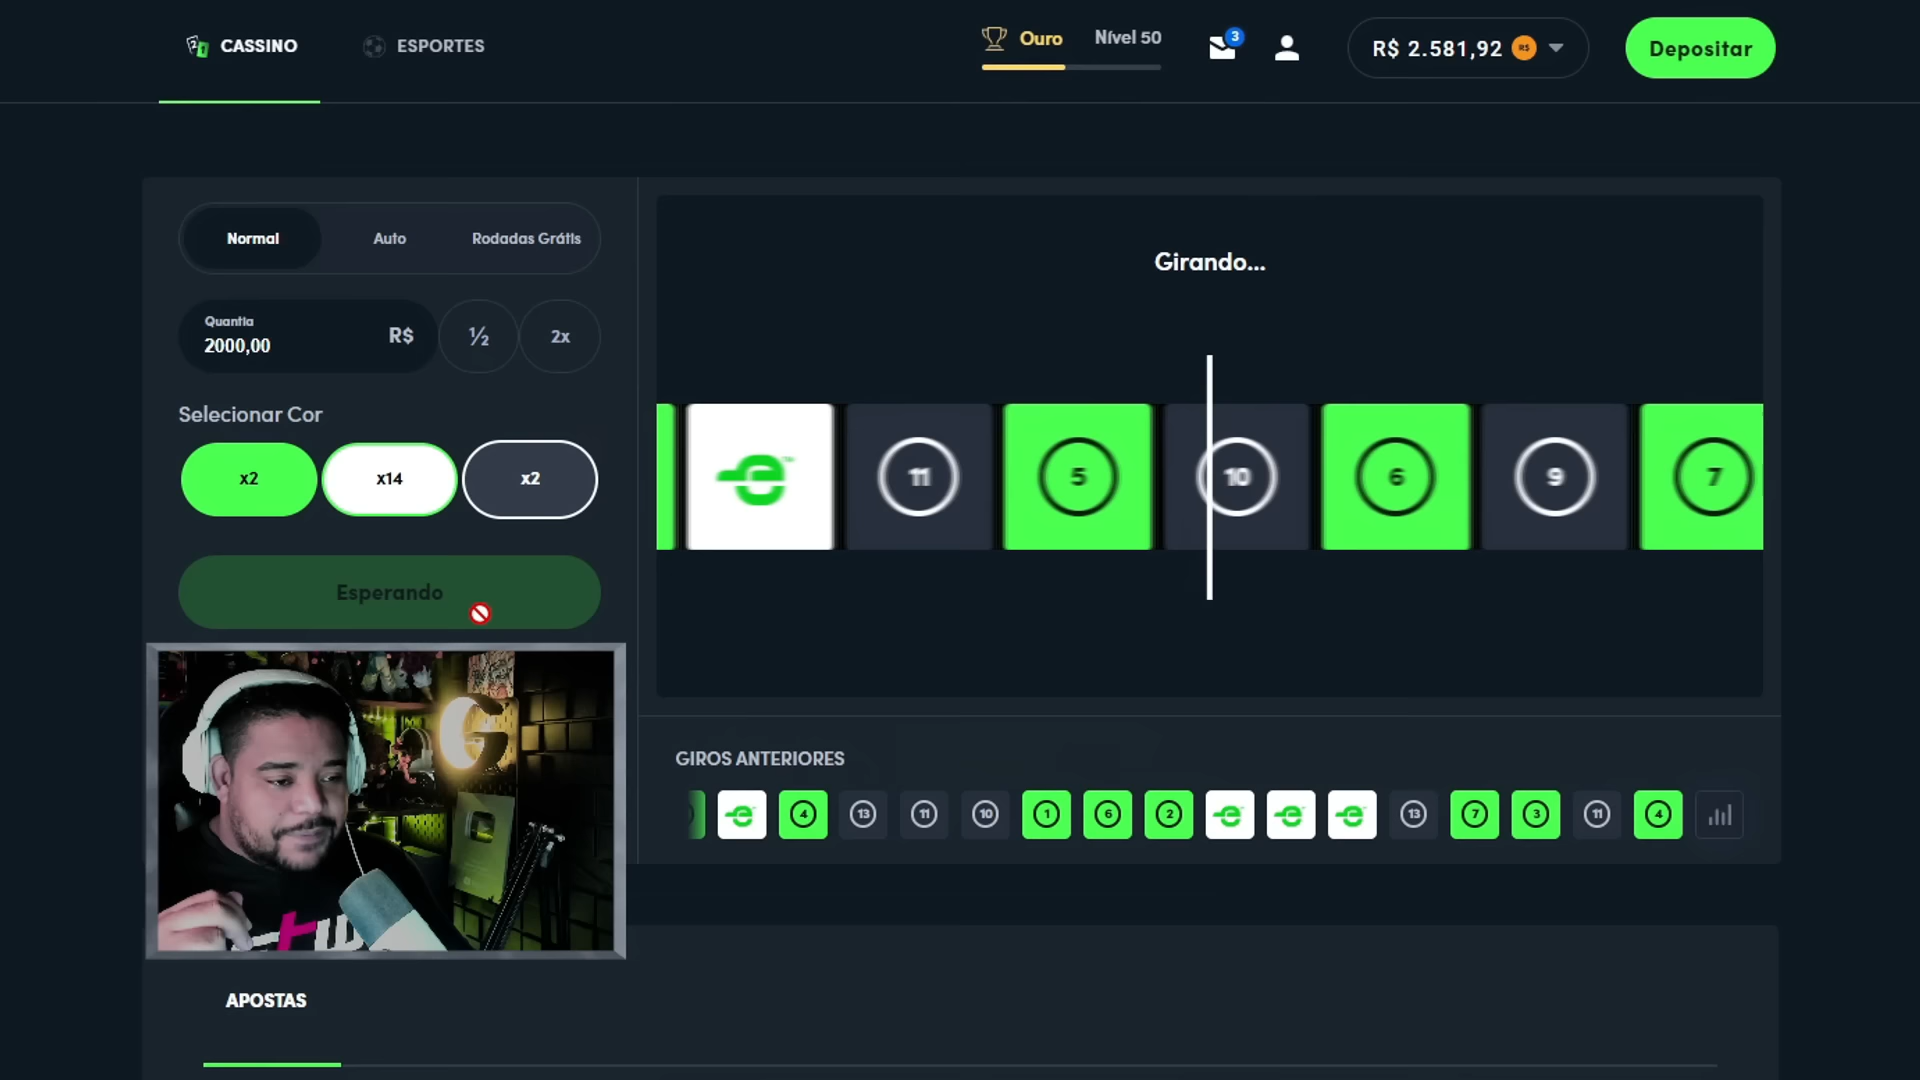 CASSINO
ESPORTES
Ouro
Nível 50
3
R$ 2.581,92
R$
Depositar
Normal
Auto
Rodadas Grátis
Quantia
2000,00
R$
½
2x
Selecionar Cor
x2
x14
x2
Esperando
Girando...
e
11
5
10
6
9
7
GIROS ANTERIORES
e
4
13
11
10
1
6
2
e
e
e
13
7
3
11
4
G
APOSTAS